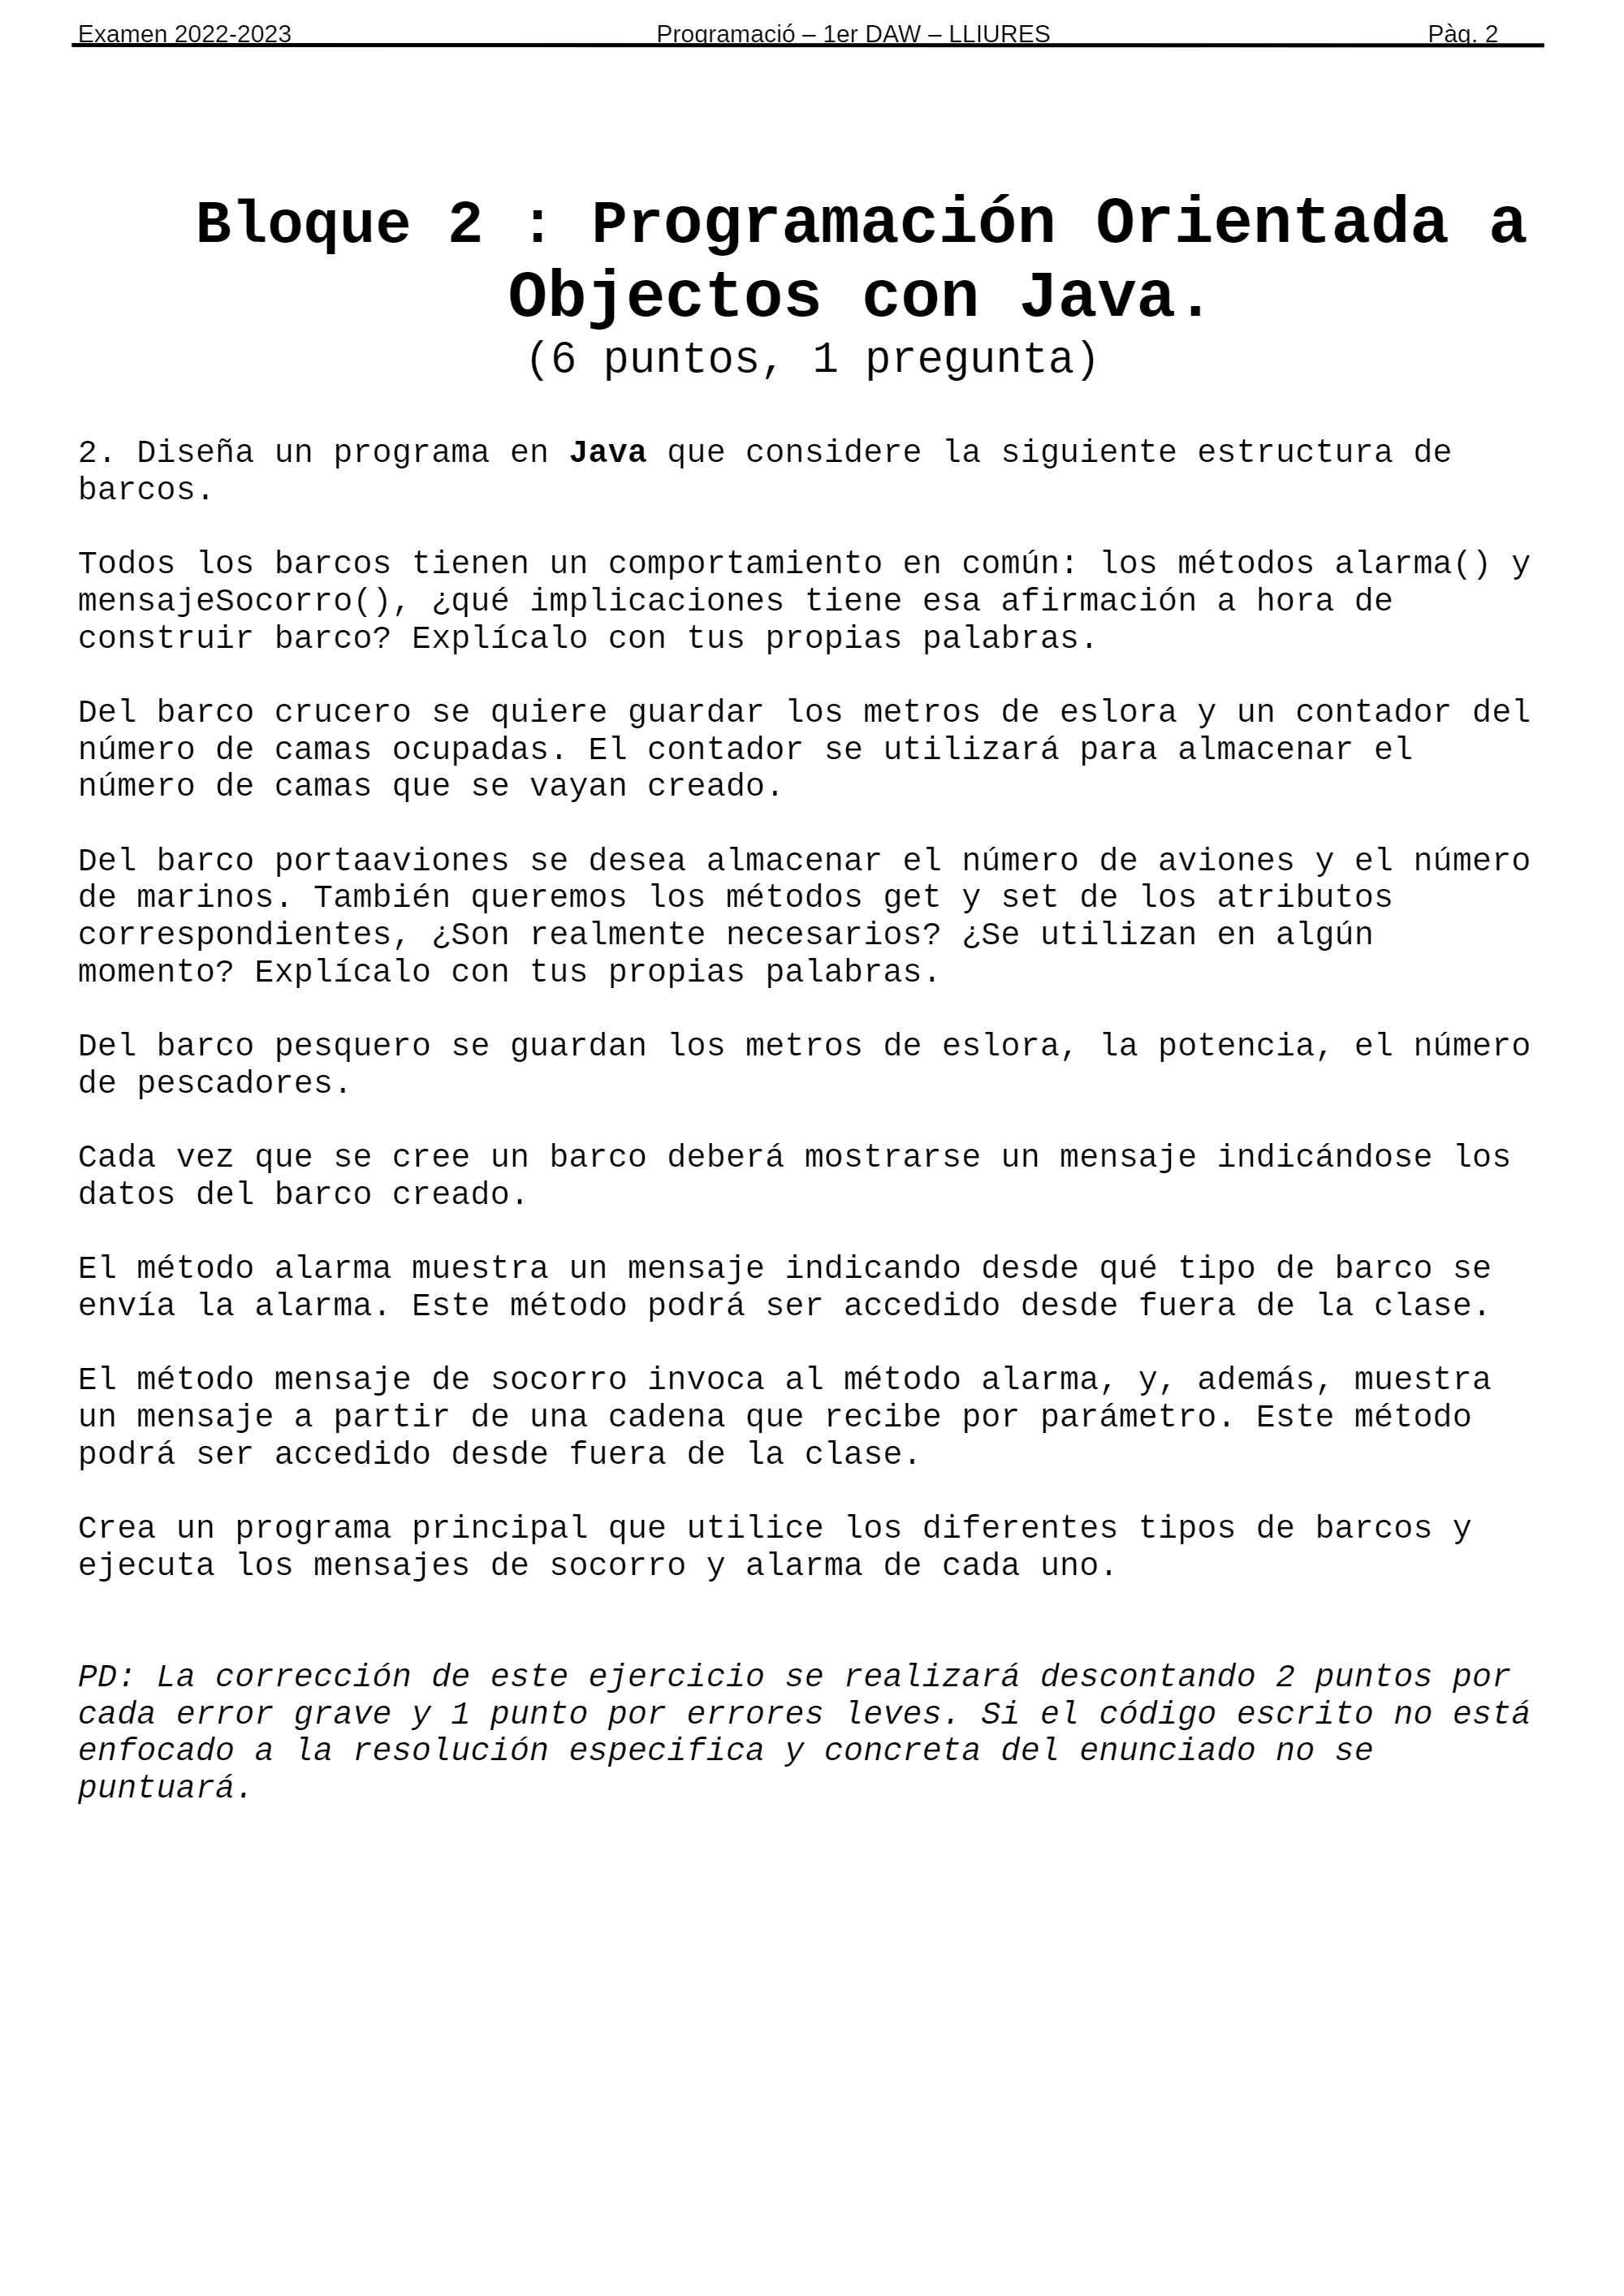 Examen 2022-2023 Programació – 1er DAW – LLIURES Pàg. 2
Bloque 2 : Programación Orientada a
Objectos con Java.
(6 puntos, 1 pregunta)
2. Diseña un programa en Java que considere la siguiente estructura de
barcos.
Todos los barcos tienen un comportamiento en común: los métodos alarma() y
mensajeSocorro(), ¿qué implicaciones tiene esa afirmación a hora de
construir barco? Explícalo con tus propias palabras.
Del barco crucero se quiere guardar los metros de eslora y un contador del
número de camas ocupadas. El contador se utilizará para almacenar el
número de camas que se vayan creado.
Del barco portaaviones se desea almacenar el número de aviones y el número
de marinos. También queremos los métodos get y set de los atributos
correspondientes, ¿Son realmente necesarios? ¿Se utilizan en algún
momento? Explícalo con tus propias palabras.
Del barco pesquero se guardan los metros de eslora, la potencia, el número
de pescadores.
Cada vez que se cree un barco deberá mostrarse un mensaje indicándose los
datos del barco creado.
El método alarma muestra un mensaje indicando desde qué tipo de barco se
envía la alarma. Este método podrá ser accedido desde fuera de la clase.
El método mensaje de socorro invoca al método alarma, y, además, muestra
un mensaje a partir de una cadena que recibe por parámetro. Este método
podrá ser accedido desde fuera de la clase.
Crea un programa principal que utilice los diferentes tipos de barcos y
ejecuta los mensajes de socorro y alarma de cada uno.
PD: La corrección de este ejercicio se realizará descontando 2 puntos por
cada error grave y 1 punto por errores leves. Si el código escrito no está
enfocado a la resolución especifica y concreta del enunciado no se
puntuará.